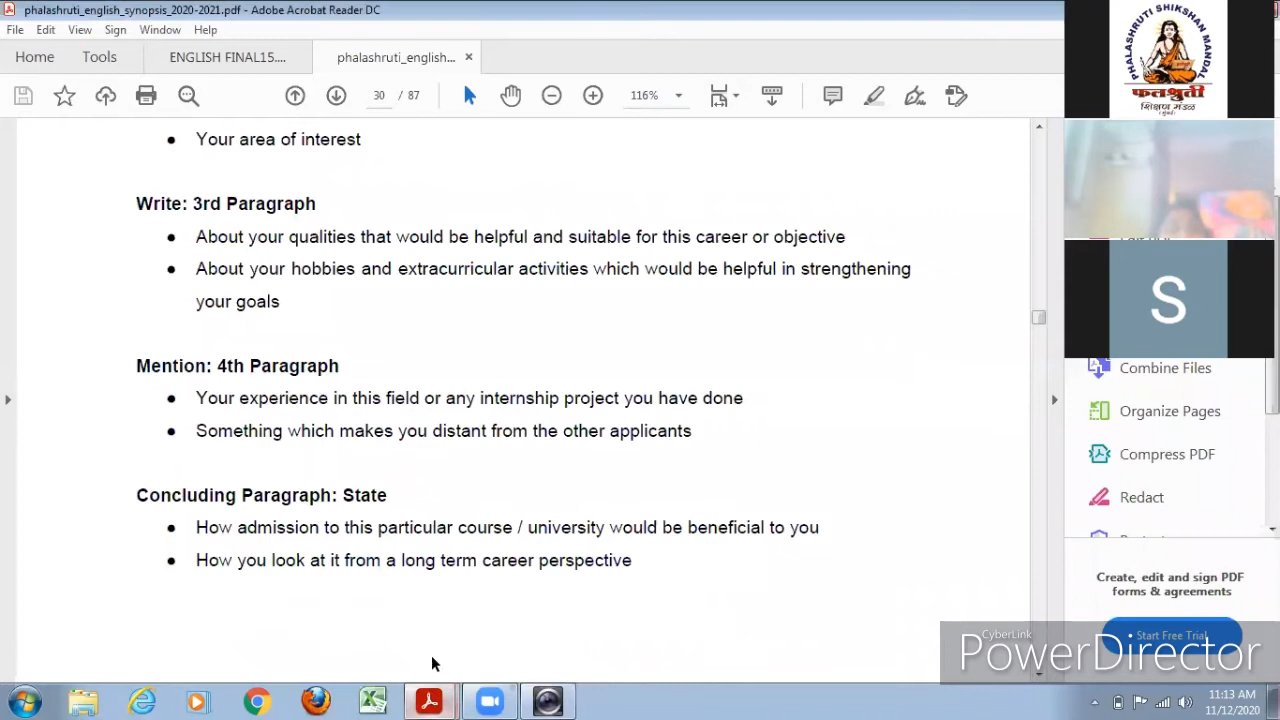 phalashruti_english_synopsis_2020-2021.pdf - Adobe Acrobat Reader DC
File Edit View Sign Window Help
Home Tools ENGLISH FINAL15.... phalashruti_english... ×
30 / 87 116%
PHALASHRUTI SHIKSHAN MANDAL
फलश्रुती
शिक्षण मंडळ
• Your area of interest
Write: 3rd Paragraph
• About your qualities that would be helpful and suitable for this career or objective
• About your hobbies and extracurricular activities which would be helpful in strengthening
your goals
Mention: 4th Paragraph
• Your experience in this field or any internship project you have done
• Something which makes you distant from the other applicants
Concluding Paragraph: State
• How admission to this particular course / university would be beneficial to you
• How you look at it from a long term career perspective
S
Combine Files
Organize Pages
Compress PDF
Redact
Create, edit and sign PDF
forms & agreements
Start Free Trial
CyberLink
PowerDirector
11:13 AM
11/12/2020